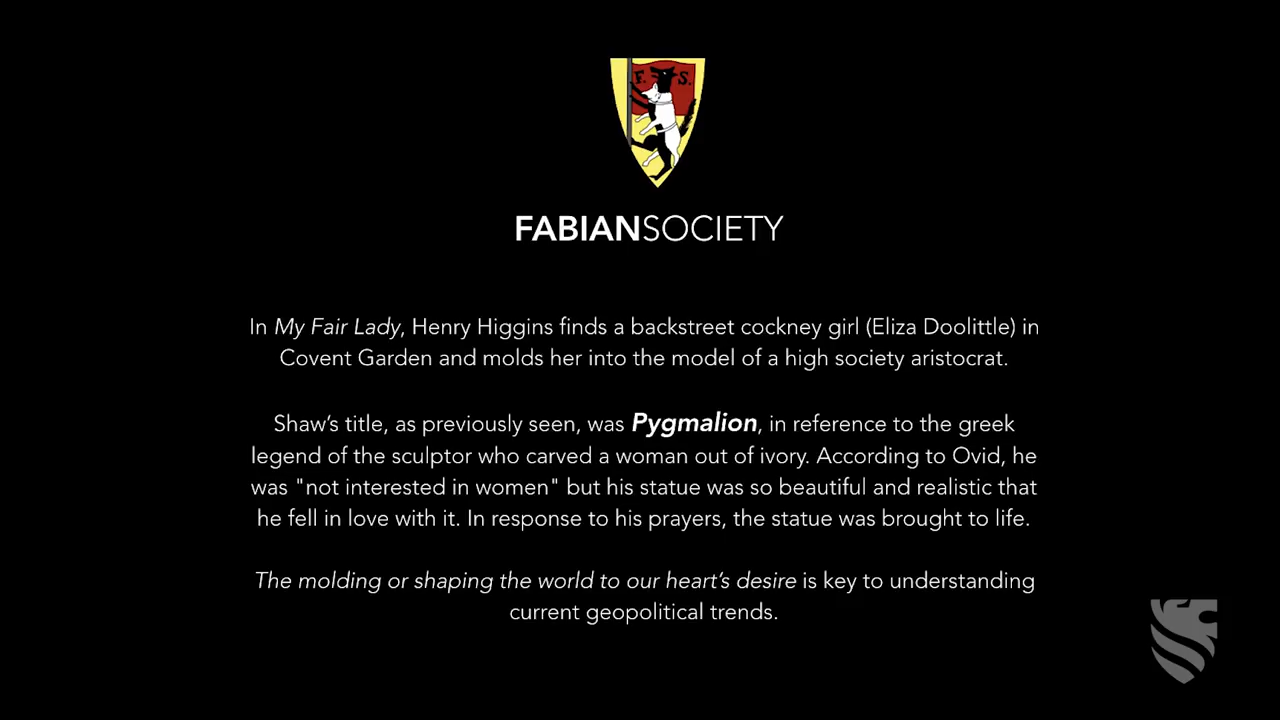 F. S.
FABIANSOCIETY
In My Fair Lady, Henry Higgins finds a backstreet cockney girl (Eliza Doolittle) in
Covent Garden and molds her into the model of a high society aristocrat.
Shaw's title, as previously seen, was Pygmalion, in reference to the greek
legend of the sculptor who carved a woman out of ivory. According to Ovid, he
was "not interested in women" but his statue was so beautiful and realistic that
he fell in love with it. In response to his prayers, the statue was brought to life.
The molding or shaping the world to our heart's desire is key to understanding
current geopolitical trends.